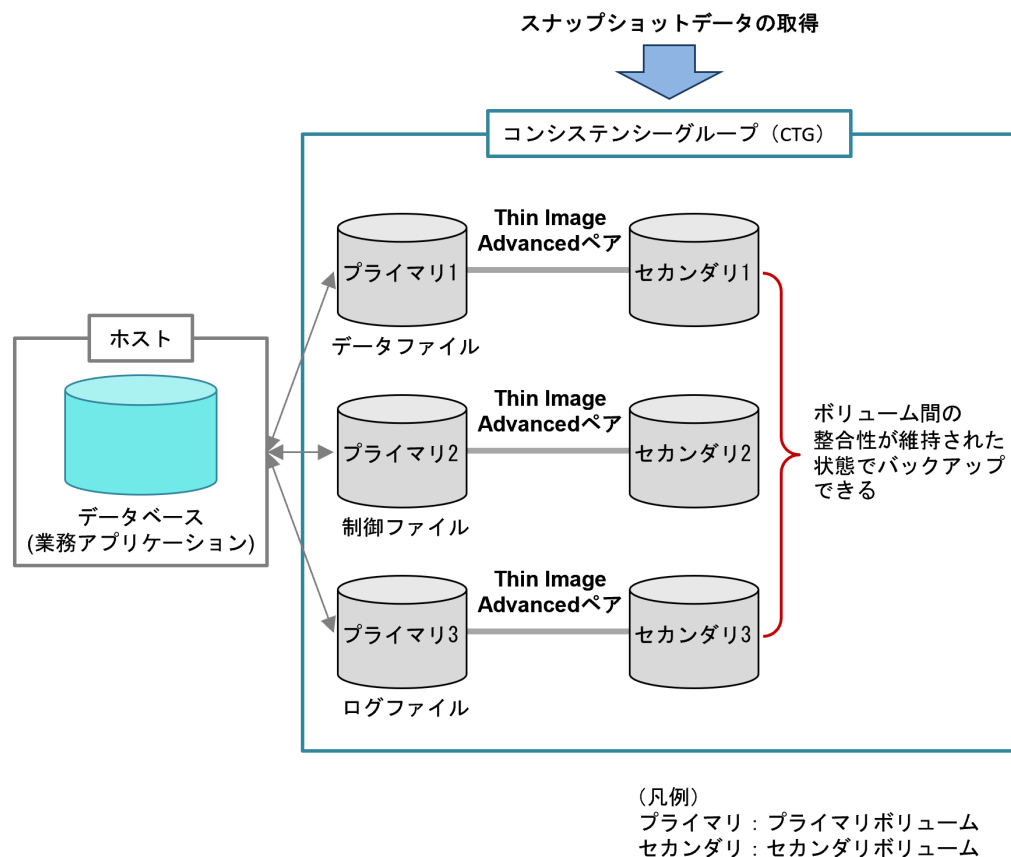 スナップショットデータの取得
コンシステンシーグループ（CTG）
Thin Image
Advancedペア
プライマリ1
セカンダリ1
データファイル
ホスト
データベース
(業務アプリケーション)
Thin Image
Advancedペア
プライマリ2
セカンダリ2
制御ファイル
ボリューム間の
整合性が維持された
状態でバックアップ
できる
Thin Image
Advancedペア
プライマリ3
セカンダリ3
ログファイル
（凡例）
プライマリ：プライマリボリューム
セカンダリ：セカンダリボリューム